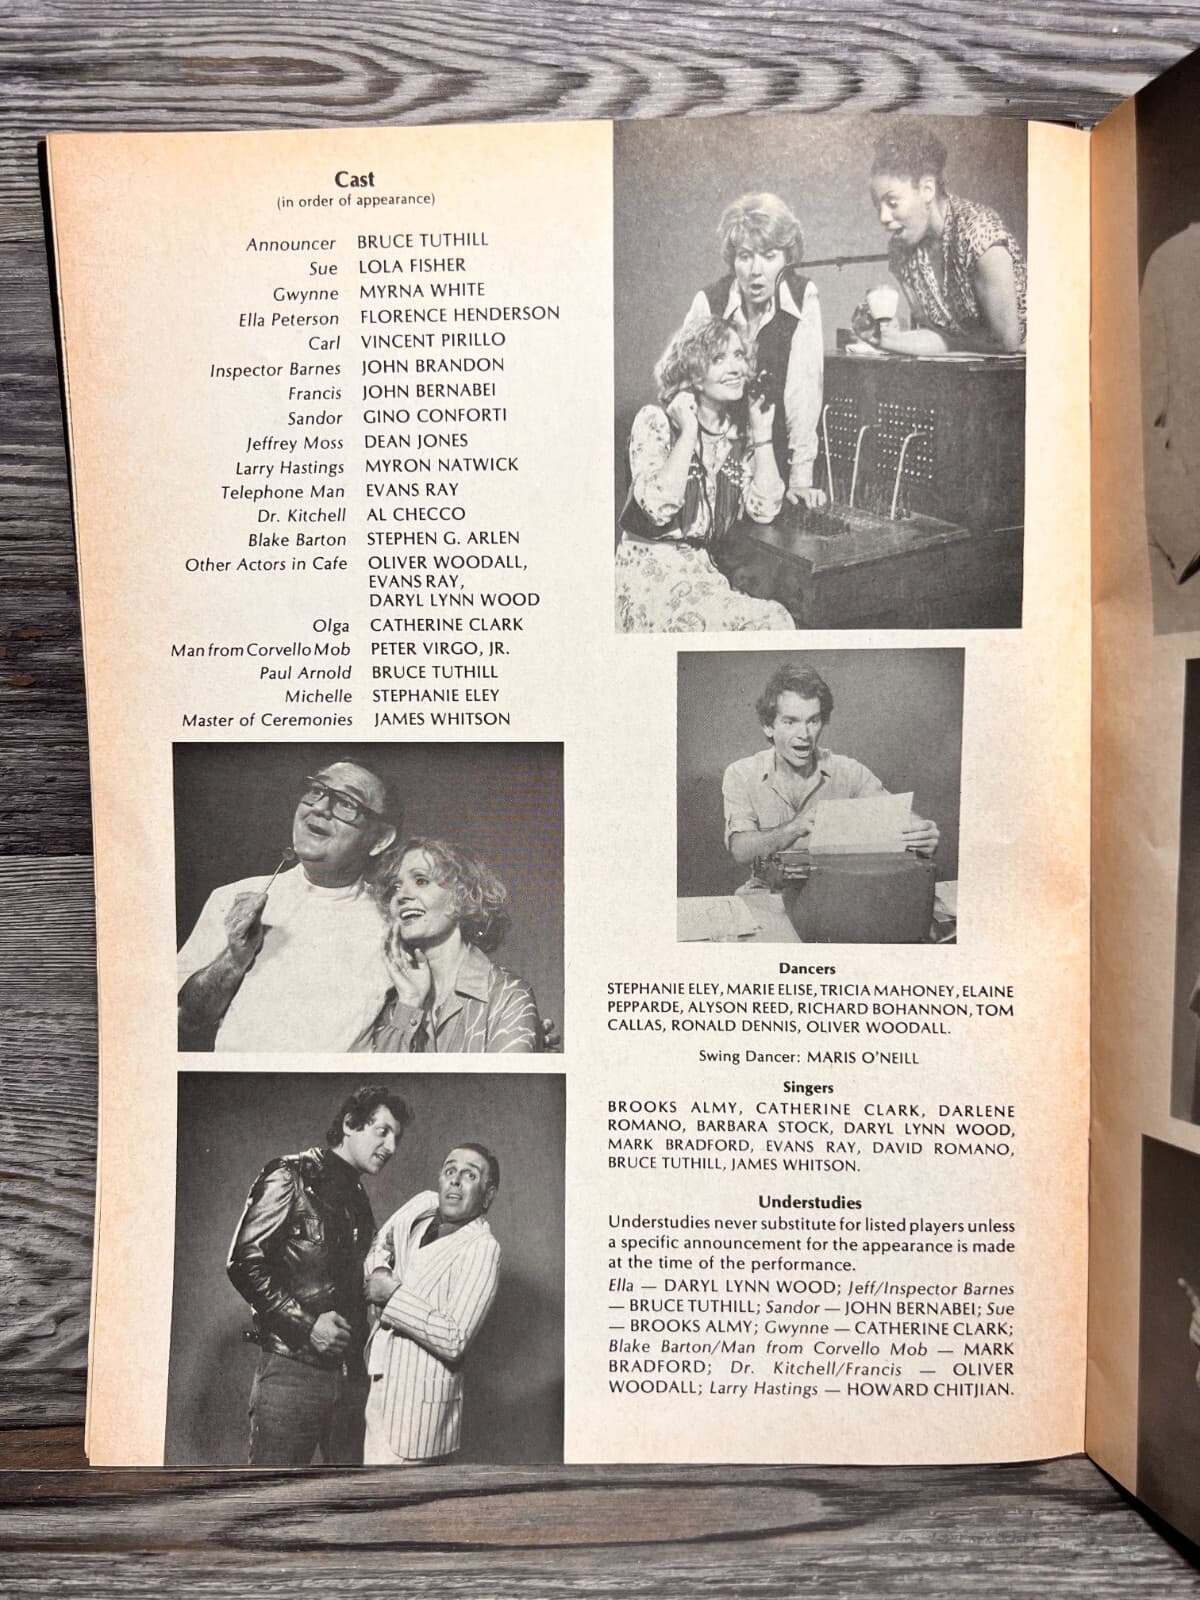 Cast
(in order of appearance)
Announcer BRUCE TUTHILL
Sue LOLA FISHER
Gwynne MYRNA WHITE
Ella Peterson FLORENCE HENDERSON
Carl VINCENT PIRILLO
Inspector Barnes JOHN BRANDON
Francis JOHN BERNABEI
Sandor GINO CONFORTI
Jeffrey Moss DEAN JONES
Larry Hastings MYRON NATWICK
Telephone Man EVANS RAY
Dr. Kitchell AL CHECCO
Blake Barton STEPHEN G. ARLEN
Other Actors in Cafe OLIVER WOODALL,
EVANS RAY,
DARYL LYNN WOOD
Olga CATHERINE CLARK
Man from Corvello Mob PETER VIRGO, JR.
Paul Arnold BRUCE TUTHILL
Michelle STEPHANIE ELEY
Master of Ceremonies JAMES WHITSON
Dancers
STEPHANIE ELEY, MARIE ELISE, TRICIA MAHONEY, ELAINE
PEPPARDE, ALYSON REED, RICHARD BOHANNON, TOM
CALLAS, RONALD DENNIS, OLIVER WOODALL.
Swing Dancer: MARIS O'NEILL
Singers
BROOKS ALMY, CATHERINE CLARK, DARLENE
ROMANO, BARBARA STOCK, DARYL LYNN WOOD,
MARK BRADFORD, EVANS RAY, DAVID ROMANO,
BRUCE TUTHILL, JAMES WHITSON.
Understudies
Understudies never substitute for listed players unless
a specific announcement for the appearance is made
at the time of the performance.
Ella — DARYL LYNN WOOD; Jeff/Inspector Barnes
— BRUCE TUTHILL; Sandor — JOHN BERNABEI; Sue
— BROOKS ALMY; Gwynne — CATHERINE CLARK;
Blake Barton/Man from Corvello Mob — MARK
BRADFORD; Dr. Kitchell/Francis — OLIVER
WOODALL; Larry Hastings — HOWARD CHITJIAN.